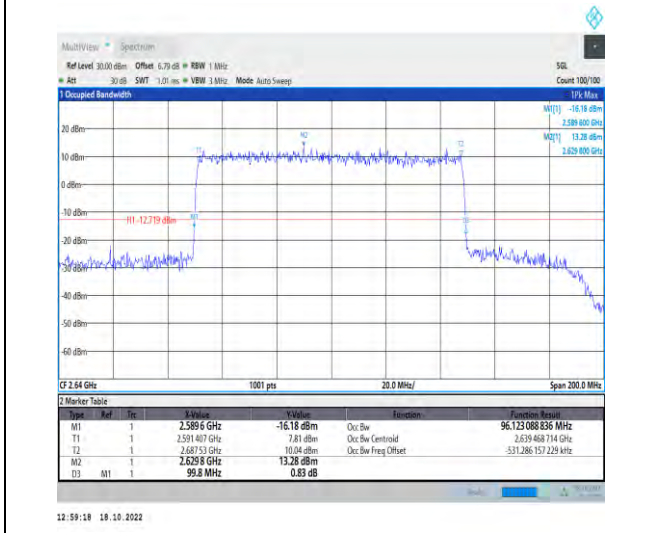 MultiView Spectrum
Ref Level 30.00 dBm Offset 6.79 dB RBW 1 MHz SGL
Att 30 dB SWT 1.01 ms VBW 3 MHz Mode Auto Sweep Count 100/100
1 Occupied Bandwidth 1Pk Max
M1[1] -16.18 dBm
2.589 600 GHz
20 dBm M2[1] 13.28 dBm
2.629 800 GHz
M2
T1 T2
10 dBm
0 dBm
-10 dBm
H1 -12.719 dBm M1 D3
-20 dBm
-30 dBm
-40 dBm
-50 dBm
-60 dBm
CF 2.64 GHz 1001 pts 20.0 MHz/ Span 200.0 MHz
2 Marker Table
Type Ref Trc X-Value Y-Value Function Function Result
M1 1 2.5896 GHz -16.18 dBm Occ Bw 96.123 088 836 MHz
T1 1 2.591 407 GHz 7.81 dBm Occ Bw Centroid 2.639 468 714 GHz
T2 1 2.68753 GHz 10.04 dBm Occ Bw Freq Offset -531.286 157 229 kHz
M2 1 2.6298 GHz 13.28 dBm
D3 M1 1 99.8 MHz 0.83 dB
12:59:18 18.10.2022